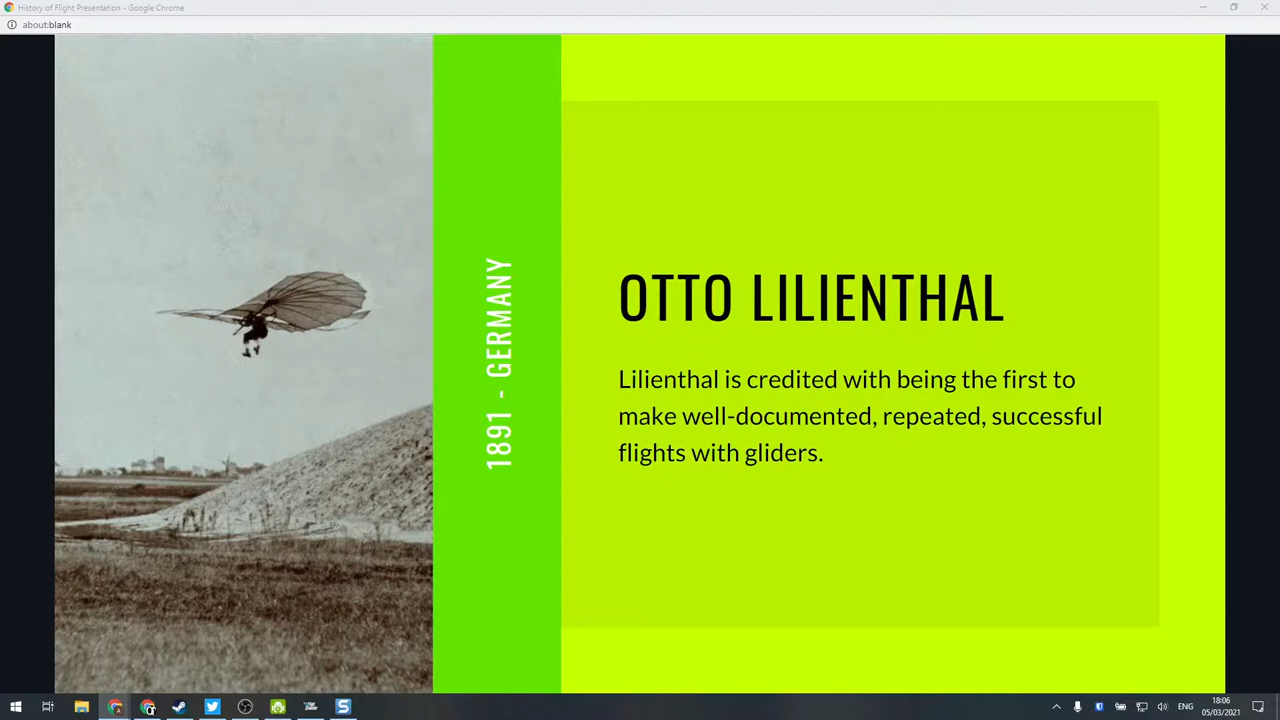 History of Flight Presentation - Google Chrome
about:blank
1891 - GERMANY
OTTO LILIENTHAL
Lilienthal is credited with being the first to
make well-documented, repeated, successful
flights with gliders.
ENG
18:06
05/03/2021